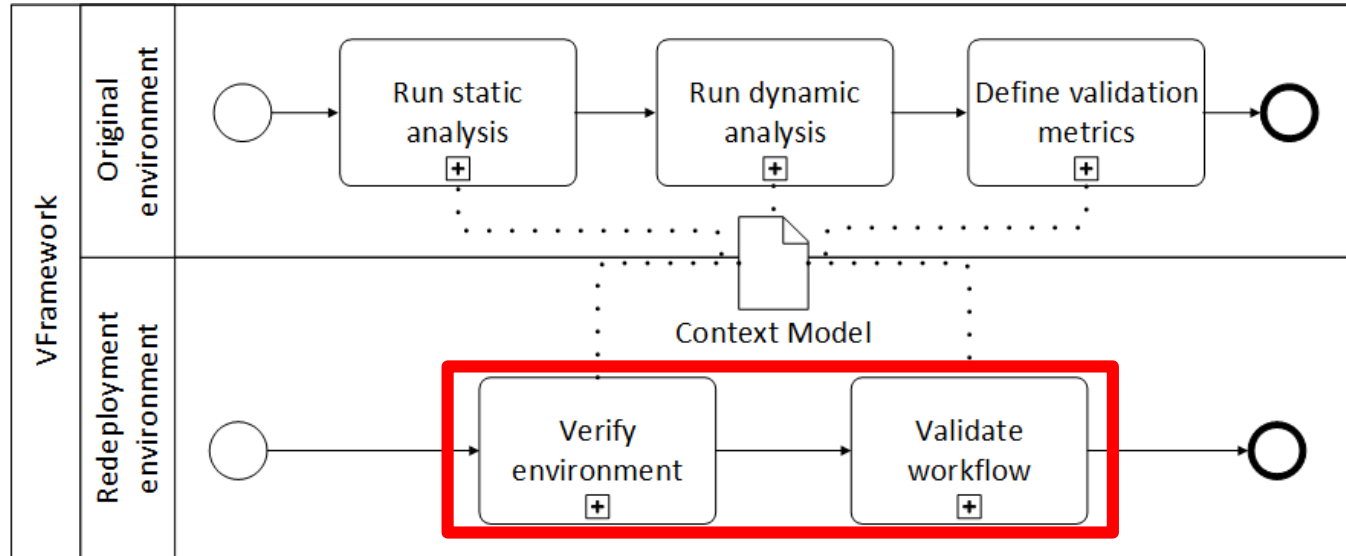 VFramework
Original
environment
Run static
analysis
Run dynamic
analysis
Define validation
metrics
Context Model
Redeployment
environment
Verify
environment
Validate
workflow